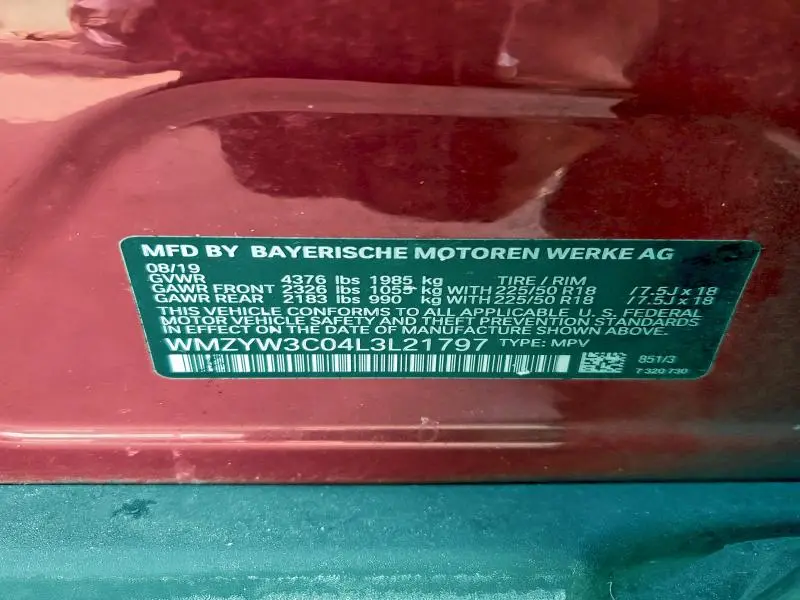 MFD BY BAYERISCHE MOTOREN WERKE AG
08/19
GVWR 4376 lbs 1985 kg TIRE / RIM
GAWR FRONT 2326 lbs 1055 kg WITH 225/50 R18 /7.5J x 18
GAWR REAR 2183 lbs 990 kg WITH 225/50 R18 /7.5J x 18
THIS VEHICLE CONFORMS TO ALL APPLICABLE U. S. FEDERAL
MOTOR VEHICLE SAFETY AND THEFT PREVENTION STANDARDS
IN EFFECT ON THE DATE OF MANUFACTURE SHOWN ABOVE.
WMZYW3C04L3L21797 TYPE: MPV
851/3
7 320 730